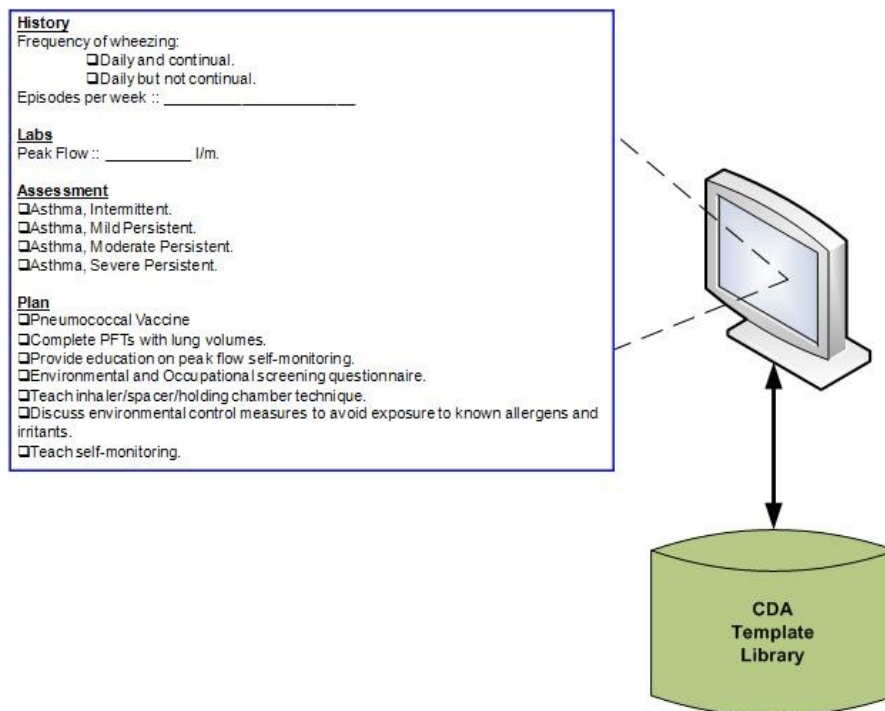 History
Frequency of wheezing:
❑Daily and continual.
❑Daily but not continual.
Episodes per week :: ______________________
Labs
Peak Flow :: __________ l/m.
Assessment
❑Asthma, Intermittent.
❑Asthma, Mild Persistent.
❑Asthma, Moderate Persistent.
❑Asthma, Severe Persistent.
Plan
❑Pneumococcal Vaccine
❑Complete PFTs with lung volumes.
❑Provide education on peak flow self-monitoring.
❑Environmental and Occupational screening questionnaire.
❑Teach inhaler/spacer/holding chamber technique.
❑Discuss environmental control measures to avoid exposure to known allergens and
irritants.
❑Teach self-monitoring.
CDA
Template
Library